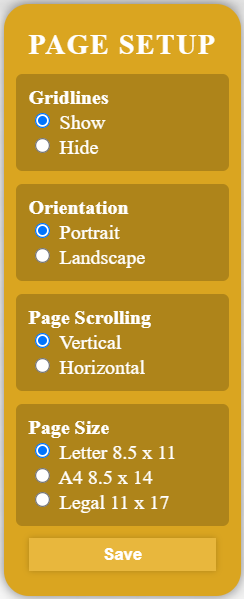 PAGE SETUP
Gridlines
Show
Hide
Orientation
Portrait
Landscape
Page Scrolling
Vertical
Horizontal
Page Size
Letter 8.5 x 11
A4 8.5 x 14
Legal 11 x 17
Save